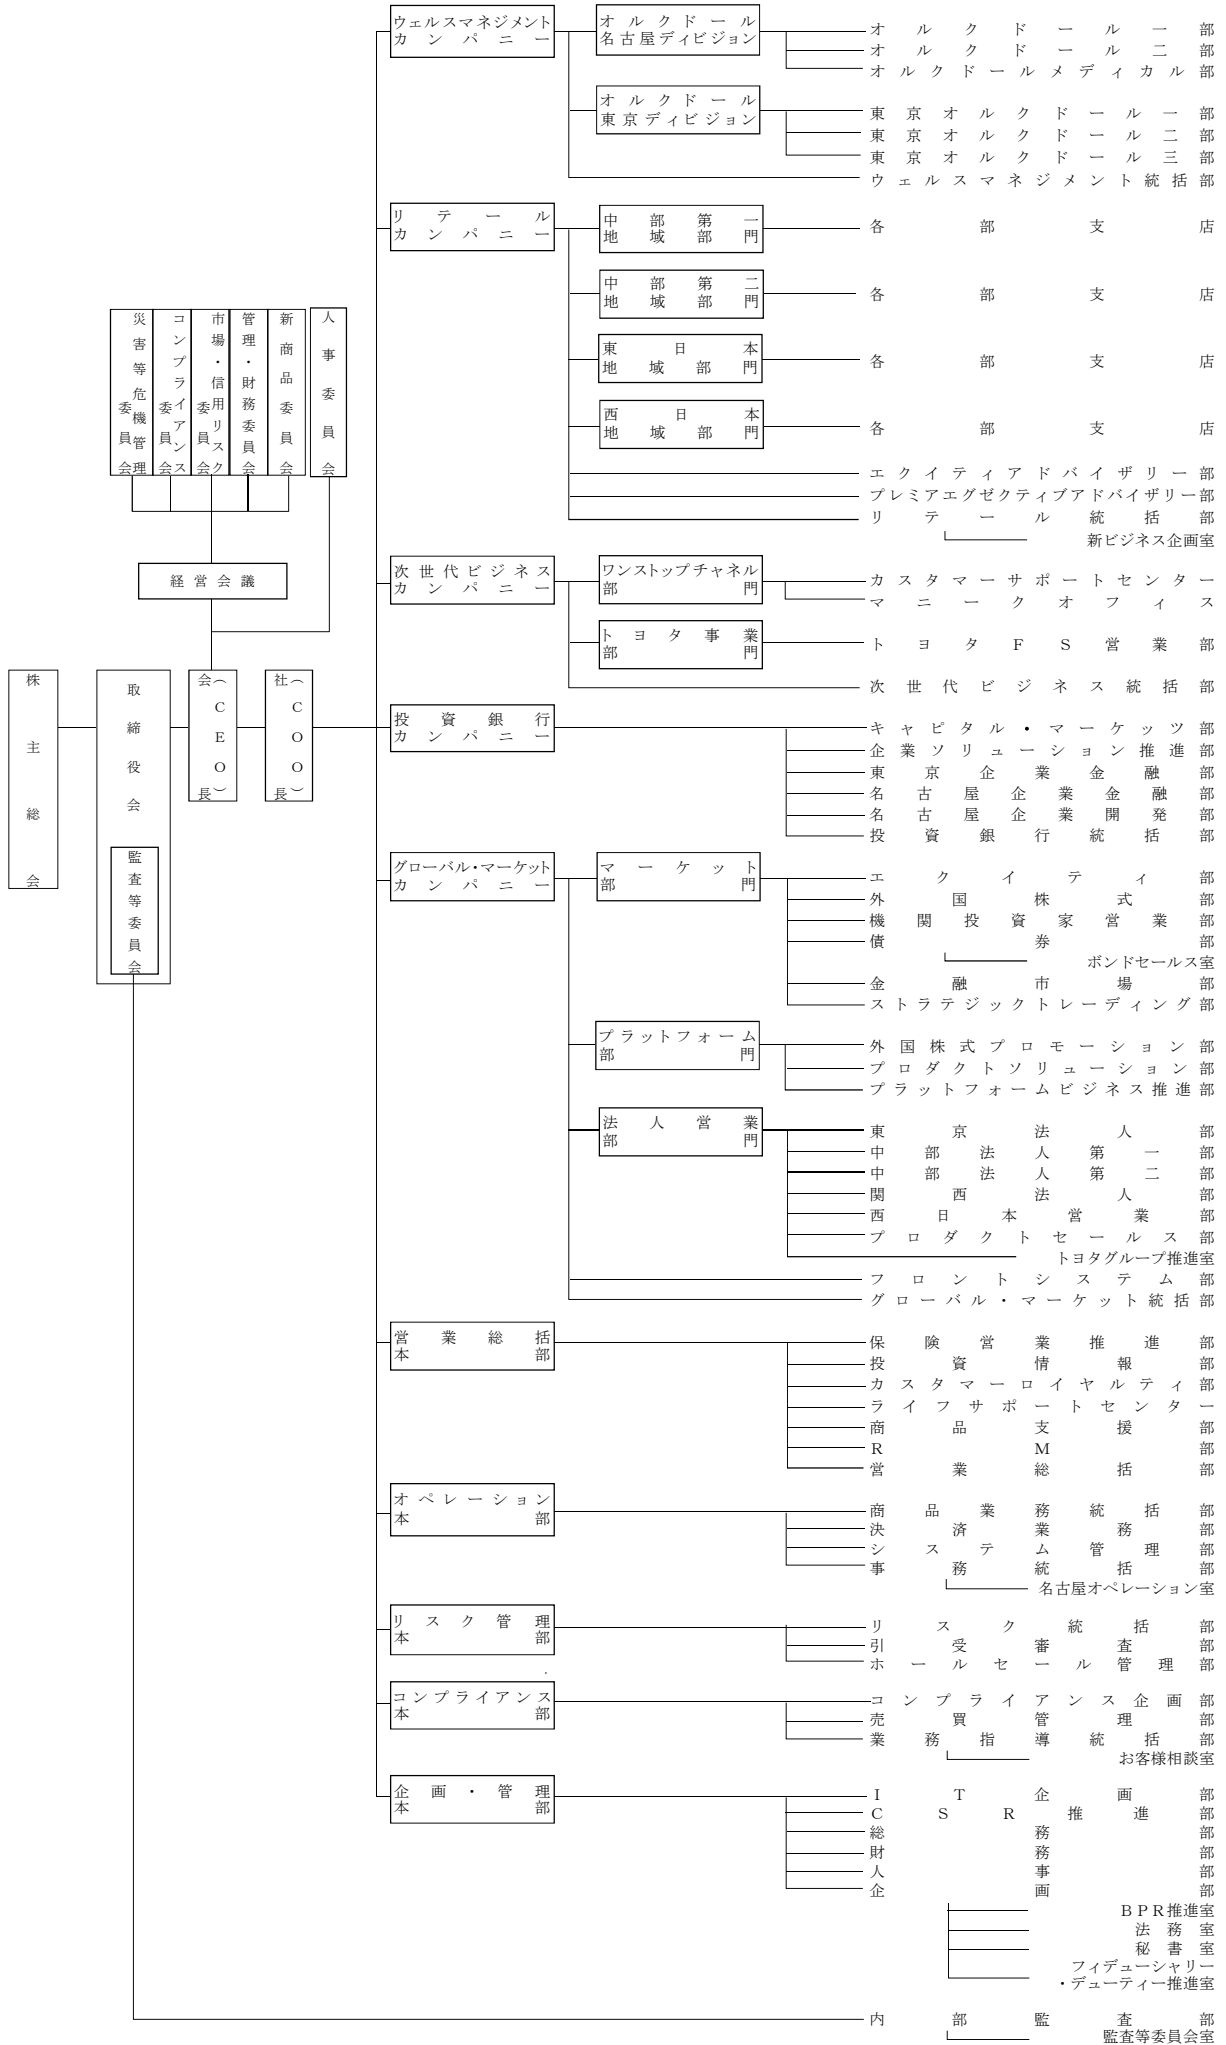 株主総会
取締役会
監査等委員会
会長
（CEO）
社長
（COO）
経営会議
災害等危機管理
委員会
コンプライアンス
委員会
市場・信用リスク
委員会
管理・財務委員会
新商品委員会
人事委員会
ウェルスマネジメント
カンパニー
オルクドール
名古屋ディビジョン
オルクドール一部
オルクドール二部
オルクドールメディカル部
オルクドール
東京ディビジョン
東京オルクドール一部
東京オルクドール二部
東京オルクドール三部
ウェルスマネジメント統括部
リテール
カンパニー
中部第一
地域部門
各部支店
中部第二
地域部門
各部支店
東日本
地域部門
各部支店
西日本
地域部門
各部支店
エクイティアドバイザリー部
プレミアエグゼクティブアドバイザリー部
リテール統括部
新ビジネス企画室
次世代ビジネス
カンパニー
ワンストップチャネル
部門
カスタマーサポートセンター
マニークオフィス
トヨタ事業
部門
トヨタFS営業部
次世代ビジネス統括部
投資銀行
カンパニー
キャピタル・マーケッツ部
企業ソリューション推進部
東京企業金融部
名古屋企業金融部
名古屋企業開発部
投資銀行統括部
グローバル・マーケット
カンパニー
マーケット
部門
エクイティ部
外国株式部
機関投資家営業部
債券部
ボンドセールス室
金融市場部
ストラテジックトレーディング部
プラットフォーム
部門
外国株式プロモーション部
プロダクトソリューション部
プラットフォームビジネス推進部
法人営業
部門
東京法人部
中部法人第一部
中部法人第二部
関西法人部
西日本営業部
プロダクトセールス部
トヨタグループ推進室
フロントシステム部
グローバル・マーケット統括部
営業総括
本部
保険営業推進部
投資情報部
カスタマーロイヤルティ部
ライフサポートセンター
商品支援部
RM部
営業総括部
オペレーション
本部
商品業務統括部
決済業務部
システム管理部
事務統括部
名古屋オペレーション室
リスク管理
本部
リスク統括部
引受審査部
ホールセール管理部
コンプライアンス
本部
コンプライアンス企画部
売買管理部
業務指導統括部
お客様相談室
企画・管理
本部
IT企画部
CSR推進部
総務部
財務部
人事部
企画部
BPR推進室
法務室
秘書室
フィデューシャリー
・デューティー推進室
内部監査部
監査等委員会室